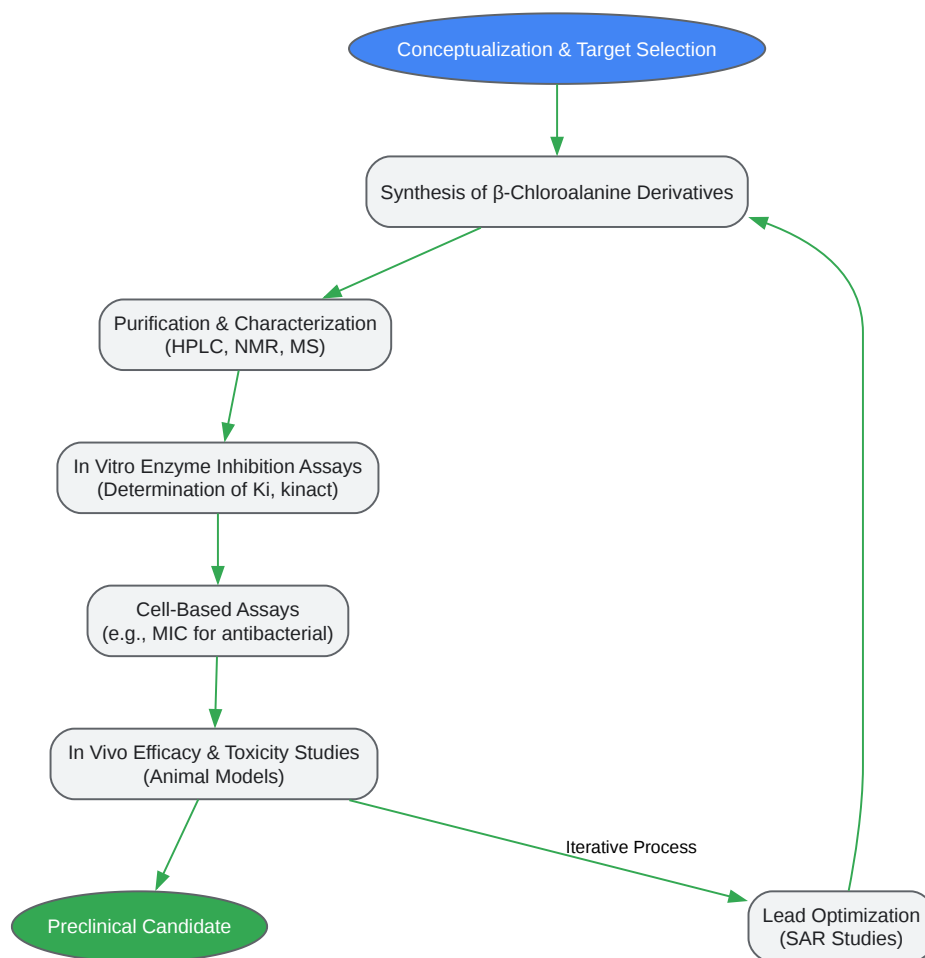 Conceptualization & Target Selection
Synthesis of β-Chloroalanine Derivatives
Purification & Characterization
(HPLC, NMR, MS)
In Vitro Enzyme Inhibition Assays
(Determination of Ki, kinact)
Cell-Based Assays
(e.g., MIC for antibacterial)
In Vivo Efficacy & Toxicity Studies
(Animal Models)
Iterative Process
Preclinical Candidate
Lead Optimization
(SAR Studies)